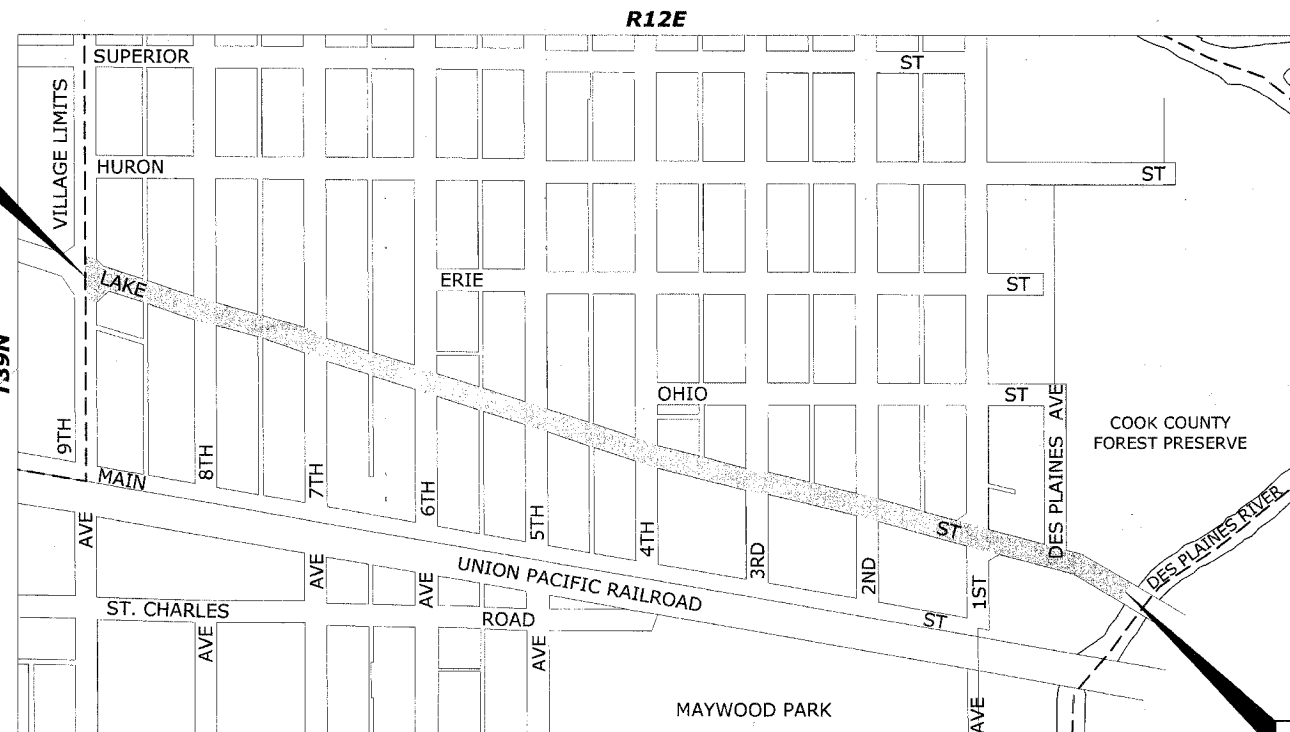 R12E
SUPERIOR
ST
VILLAGE LIMITS
HURON
ST
LAKE
ERIE
ST
T39N
OHIO
ST
DES PLAINES AVE
COOK COUNTY
FOREST PRESERVE
9TH
MAIN
8TH
7TH
6TH
5TH
4TH
3RD
2ND
1ST
ST
DES PLAINES RIVER
AVE
AVE
AVE
UNION PACIFIC RAILROAD
ST. CHARLES
ROAD
ST
AVE
AVE
MAYWOOD PARK
AVE